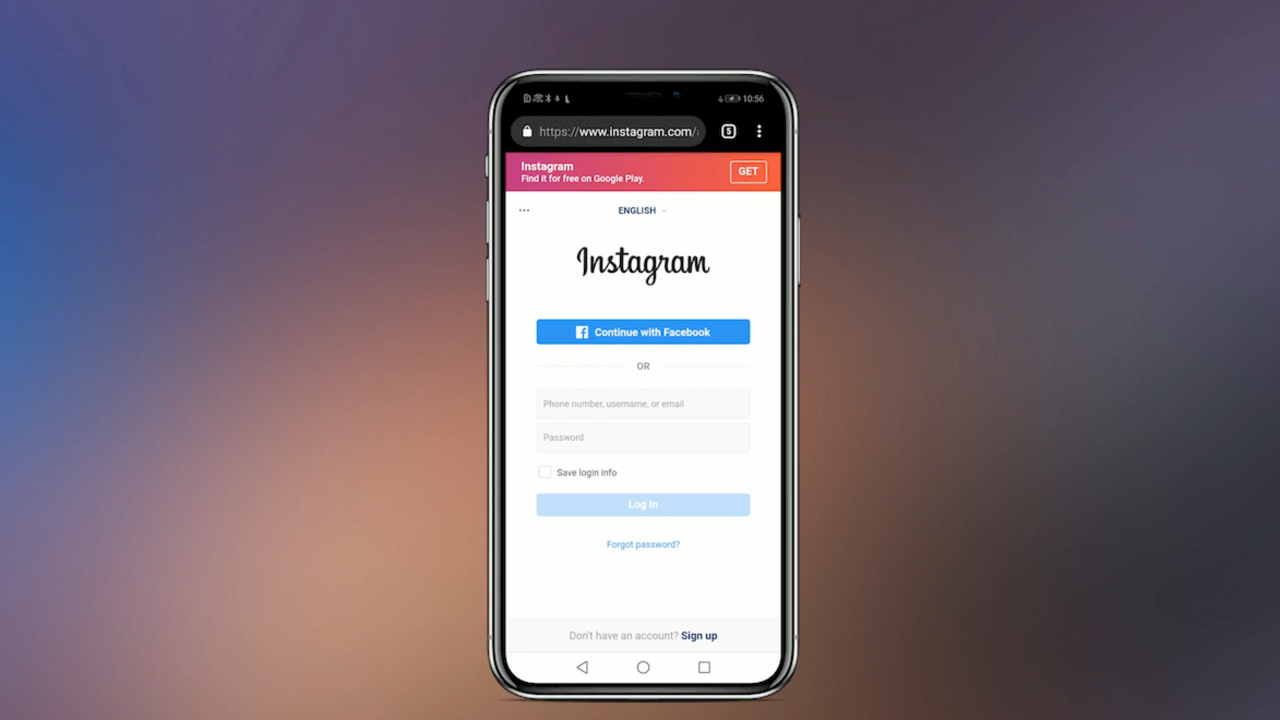 10:56
https://www.instagram.com/
5
Instagram
Find it for free on Google Play.
GET
ENGLISH
Instagram
Continue with Facebook
OR
Phone number, username, or email
Password
Save login info
Log In
Forgot password?
Don't have an account? Sign up